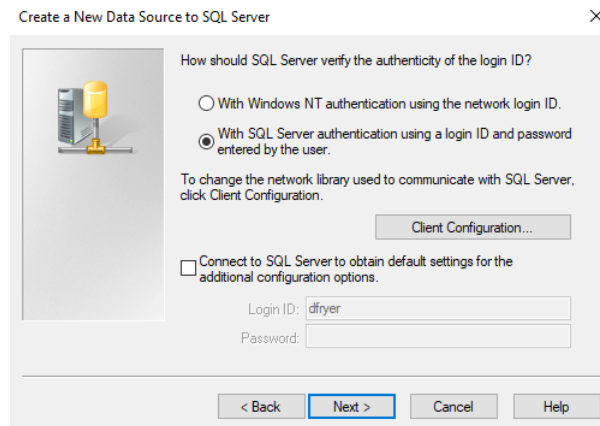 Create a New Data Source to SQL Server
How should SQL Server verify the authenticity of the login ID?
With Windows NT authentication using the network login ID.
With SQL Server authentication using a login ID and password
entered by the user.
To change the network library used to communicate with SQL Server,
click Client Configuration.
Client Configuration...
Connect to SQL Server to obtain default settings for the
additional configuration options.
Login ID: dfryer
Password:
< Back Next > Cancel Help